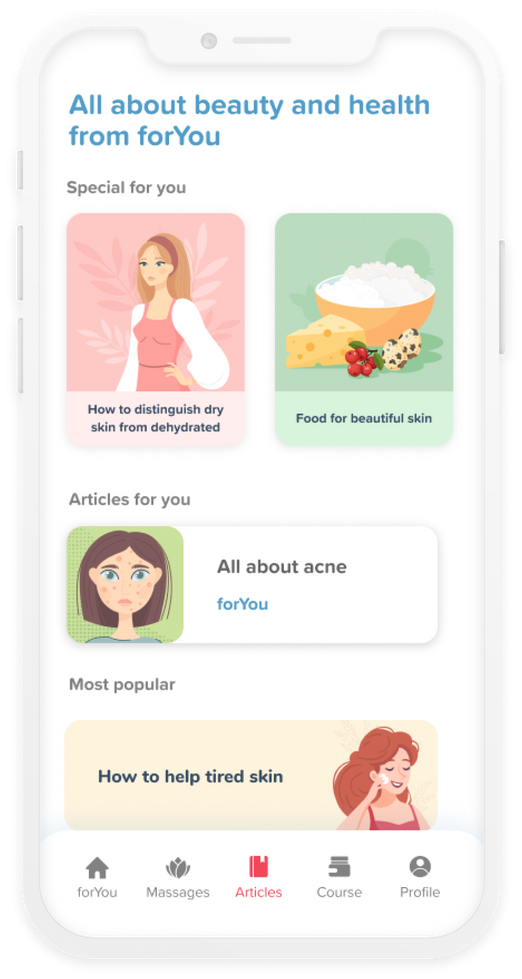 All about beauty and health
from forYou
Special for you
How to distinguish dry
skin from dehydrated
Food for beautiful skin
Articles for you
All about acne
forYou
Most popular
How to help tired skin
forYou
Massages
Articles
Course
Profile